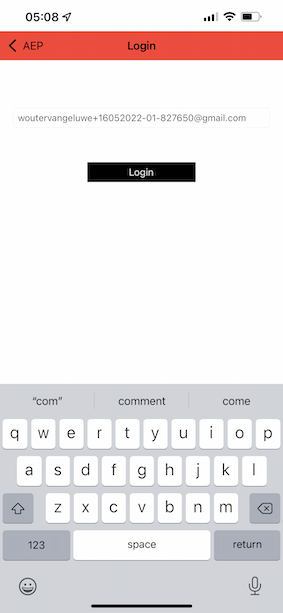 05:08
AEP
Login
woutervangeluwe+16052022-01-827650@gmail.com
Login
“com”
comment
come
q w e r t y u i o p
a s d f g h j k l
z x c v b n m
123
space
return